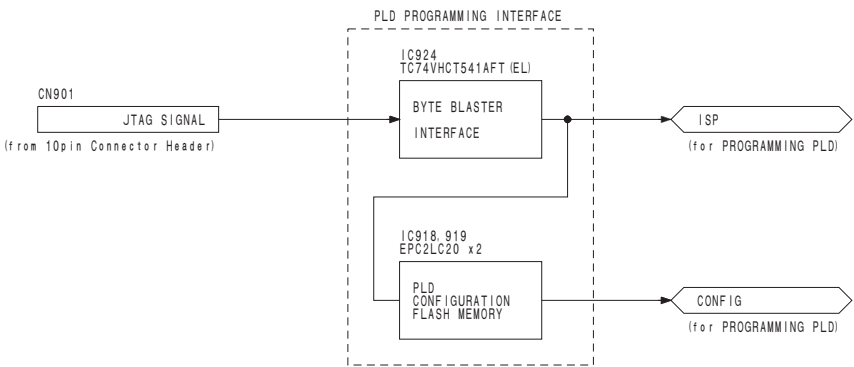 PLD PROGRAMMING INTERFACE
IC924
TC74VHCT541AFT(EL)
CN901
BYTE BLASTER
INTERFACE
JTAG SIGNAL
ISP
(from 10pin Connector Header)
(for PROGRAMMING PLD)
IC918,919
EPC2LC20 x2
PLD
CONFIGURATION
FLASH MEMORY
CONFIG
(for PROGRAMMING PLD)